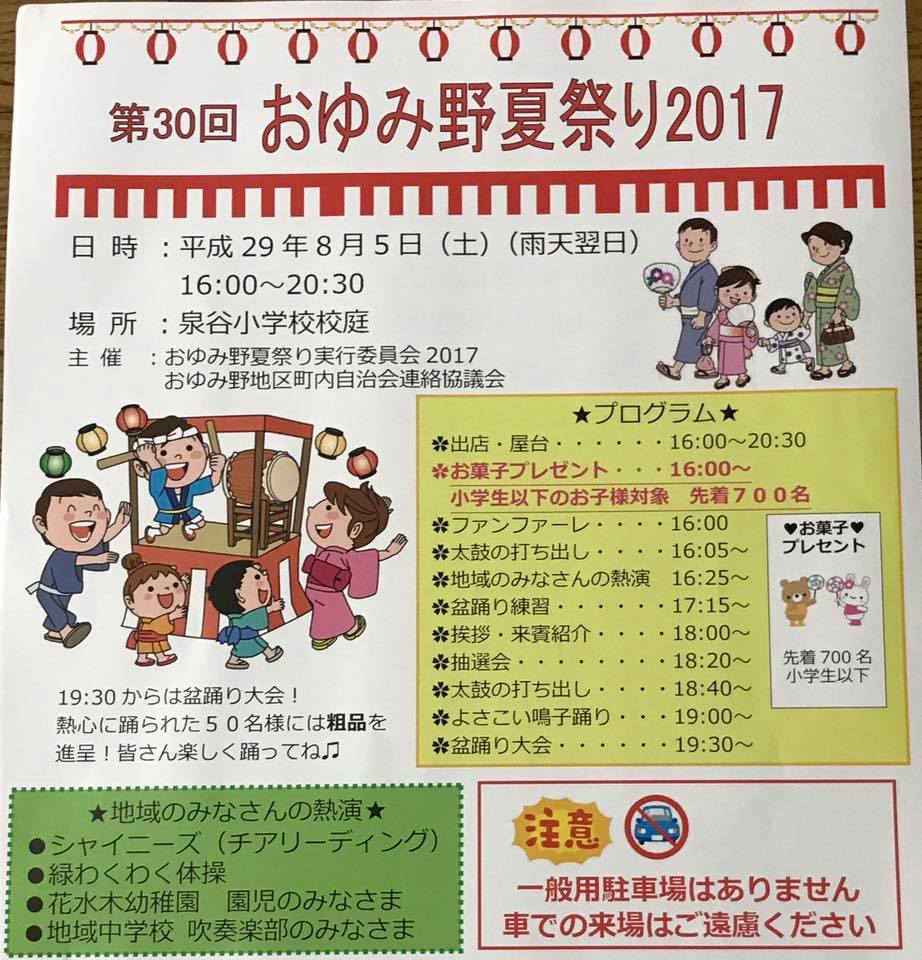 第30回 おゆみ野夏祭り2017
日 時 ：平成29年8月5日（土）（雨天翌日）
16:00～20:30
場 所 ：泉谷小学校校庭
主 催 ：おゆみ野夏祭り実行委員会2017
おゆみ野地区町内自治会連絡協議会
★プログラム★
✽出店・屋台・・・・・・16:00～20:30
✽お菓子プレゼント・・・16:00～
小学生以下のお子様対象 先着７００名
✽ファンファーレ・・・・16:00
✽太鼓の打ち出し・・・・16:05～
✽地域のみなさんの熱演 16:25～
✽盆踊り練習・・・・・・17:15～
✽挨拶・来賓紹介・・・・18:00～
✽抽選会・・・・・・・・18:20～
✽太鼓の打ち出し・・・・18:40～
✽よさこい鳴子踊り・・・19:00～
✽盆踊り大会・・・・・・19:30～
♥お菓子♥
プレゼント
先着700名
小学生以下
19:30からは盆踊り大会！
熱心に踊られた５０名様には粗品を
進呈！皆さん楽しく踊ってね♫
★地域のみなさんの熱演★
●シャイニーズ（チアリーディング）
●緑わくわく体操
●花水木幼稚園 園児のみなさま
●地域中学校 吹奏楽部のみなさま
注意
一般用駐車場はありません
車での来場はご遠慮ください